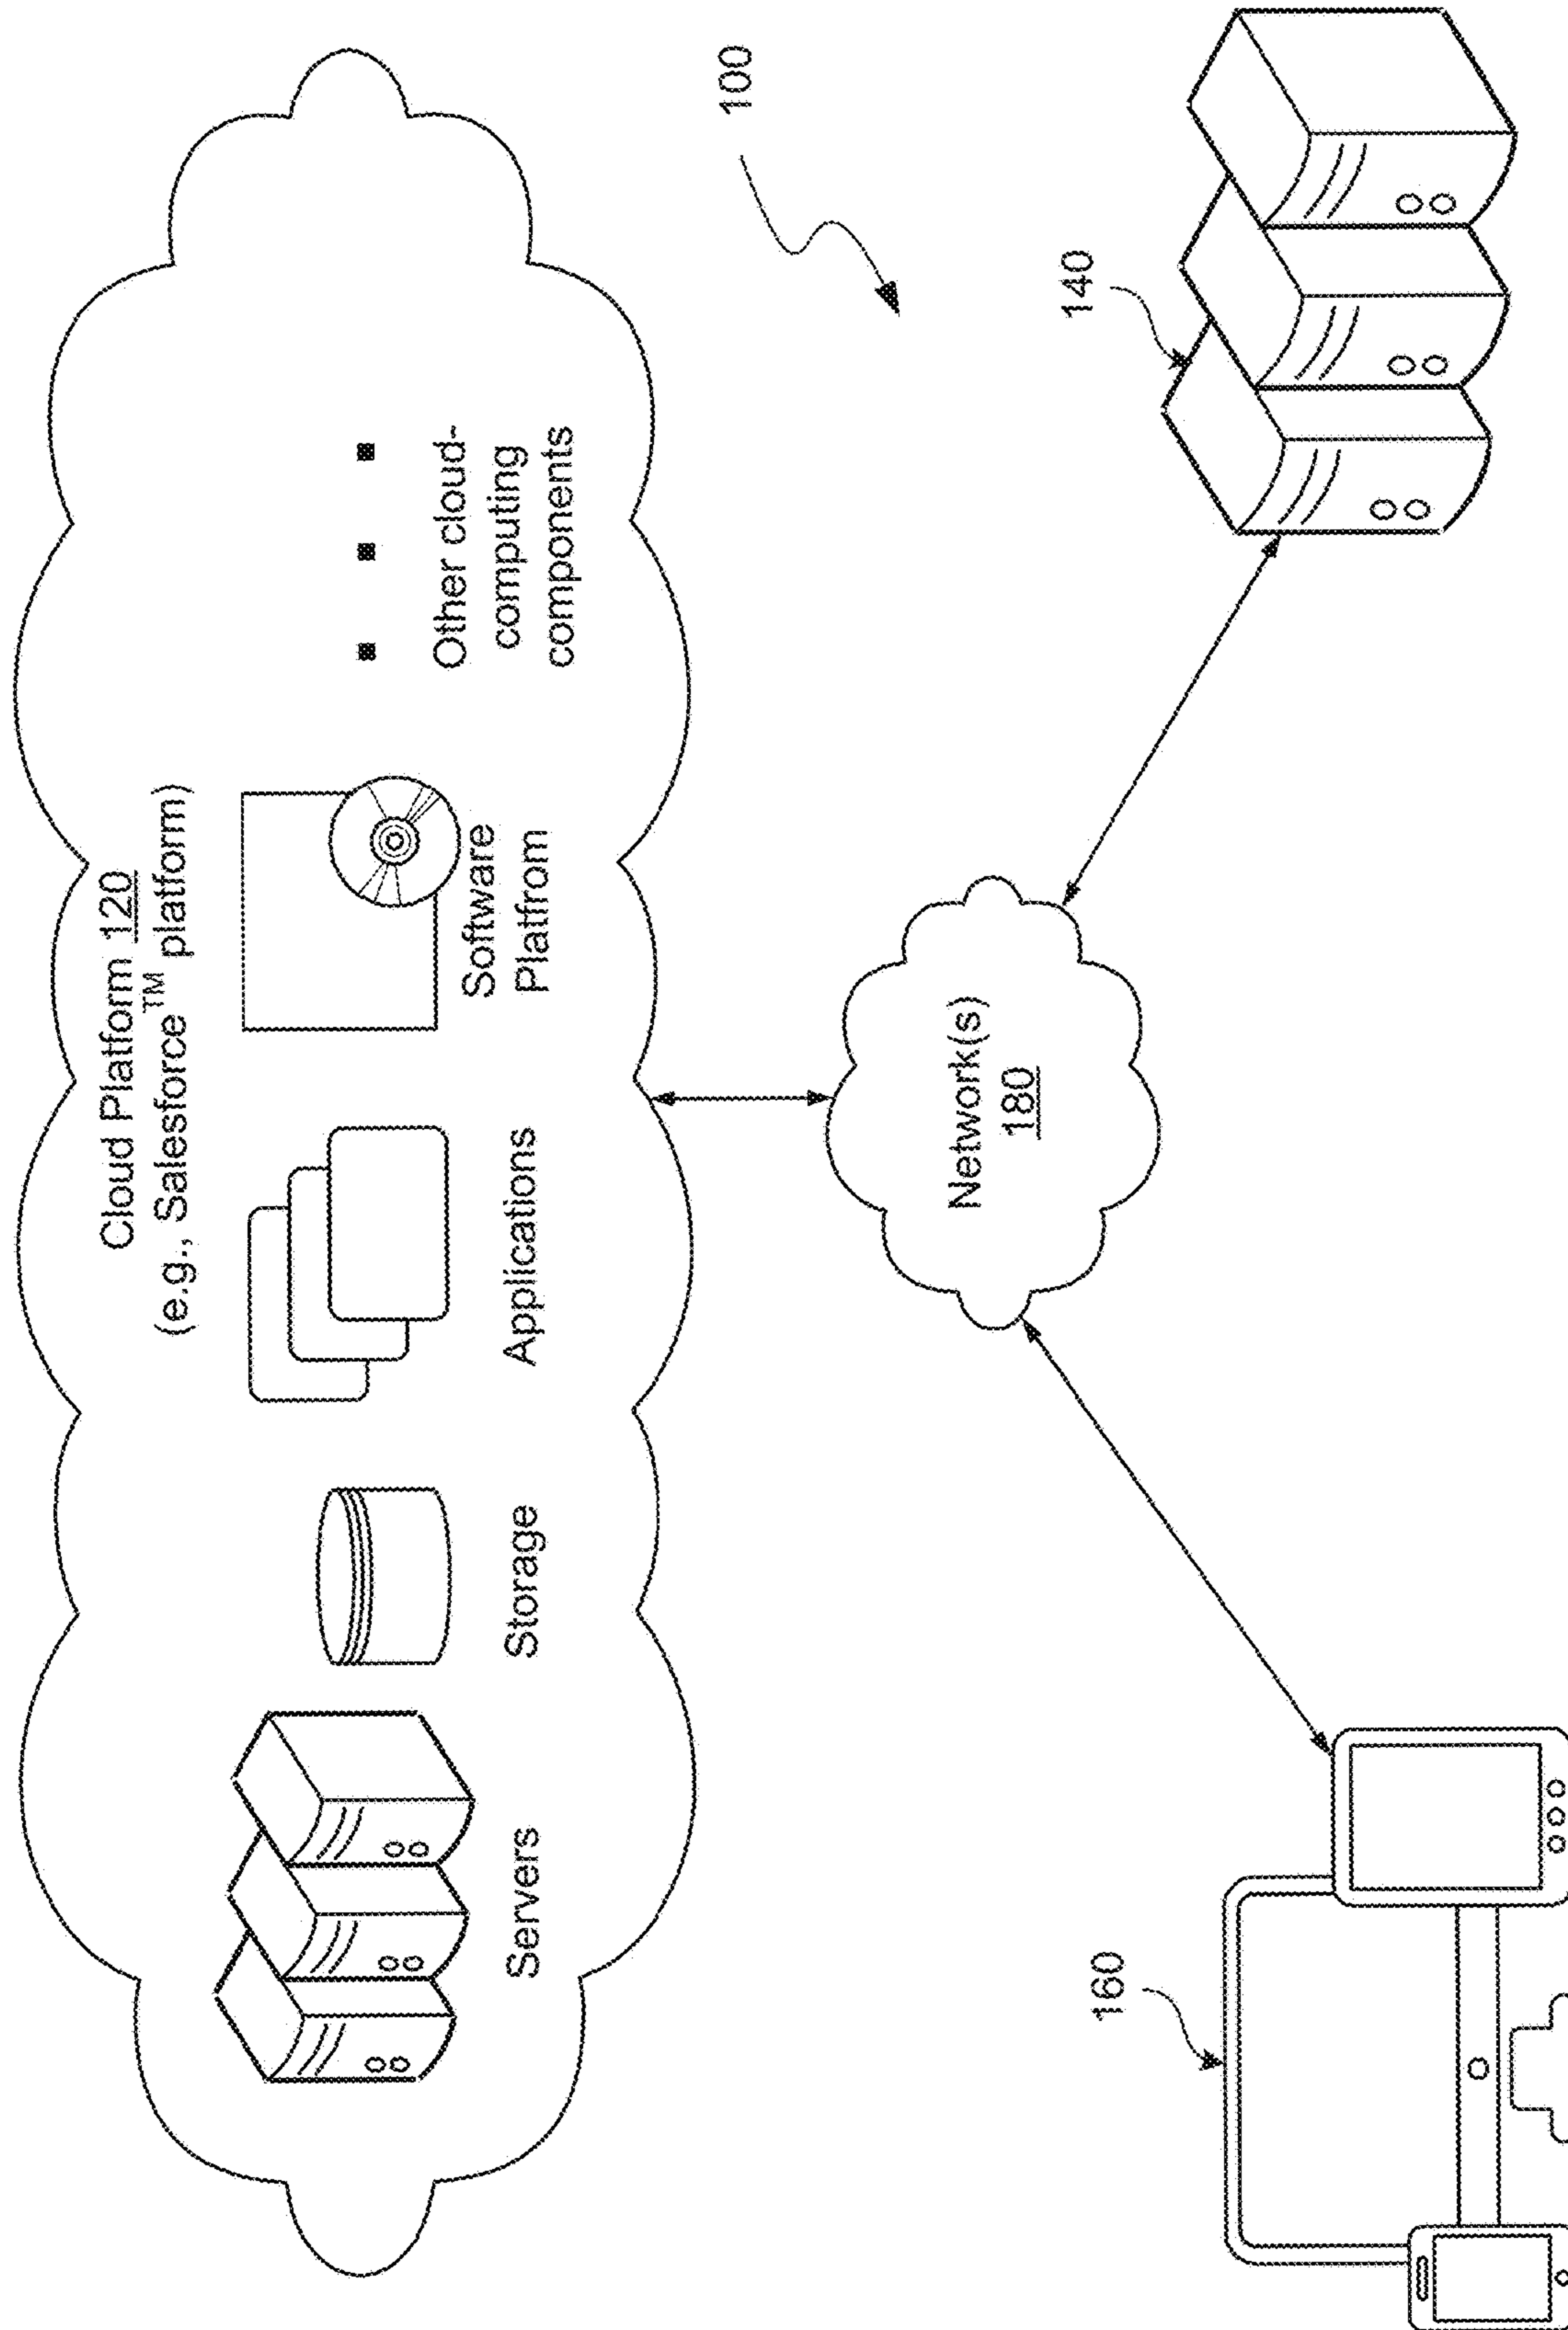 Cloud Platform 120
(e.g., Salesforce™ platform)
Servers
Storage
Applications
Software
Platfrom
Other cloud-
computing
components
100
Network(s)
180
160
140